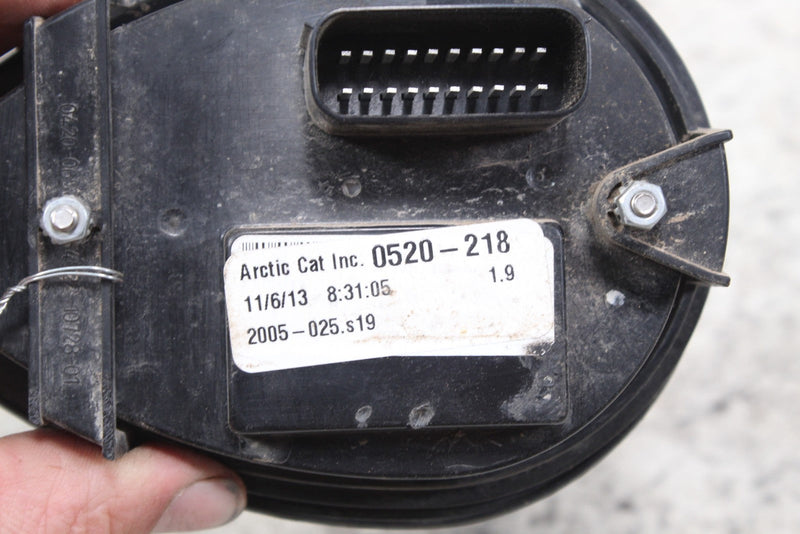 Arctic Cat Inc. 0520-218
11/6/13 8:31:05 1.9
2005-025.s19